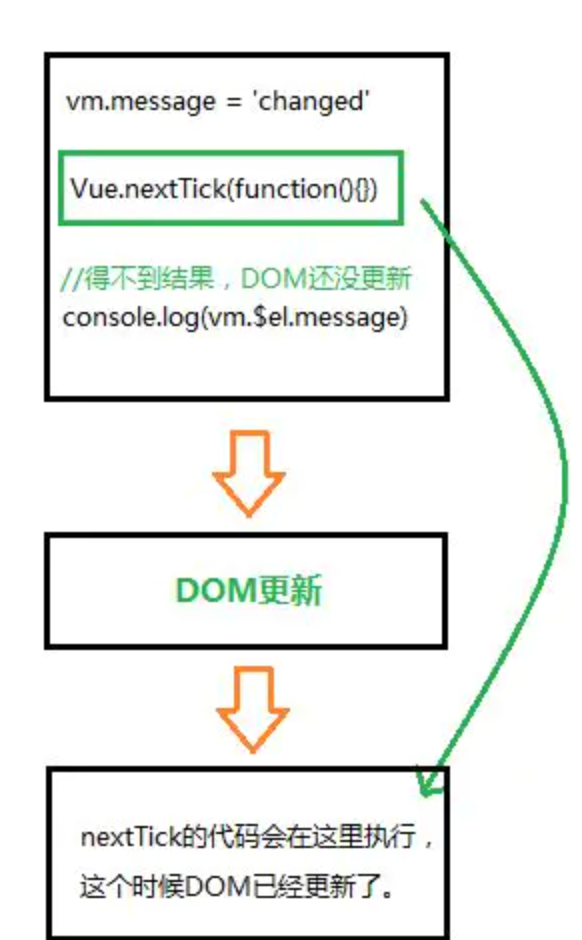 vm.message = 'changed'
Vue.nextTick(function(){})
//得不到结果，DOM还没更新
console.log(vm.$el.message)
DOM更新
nextTick的代码会在这里执行，
这个时候DOM已经更新了。